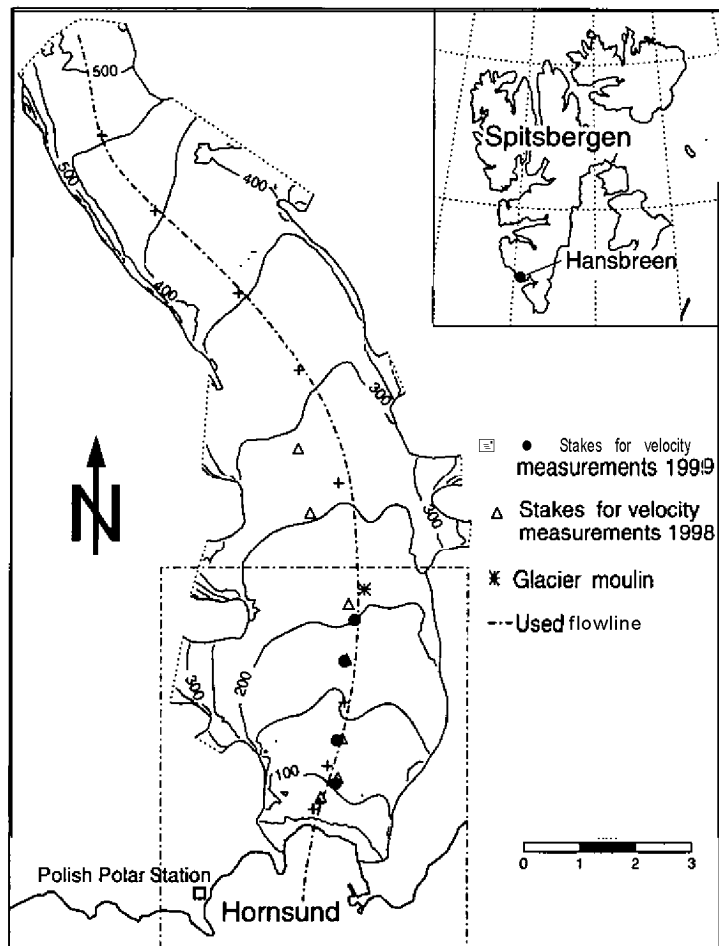 500
500
400
400
300
300
200
300
100
Polish Polar Station
Hornsund
N
Spitsbergen
Hansbreen
Stakes for velocity
measurements 1999
Stakes for velocity
measurements 1998
Glacier moulin
Used flowline
0 1 2 3